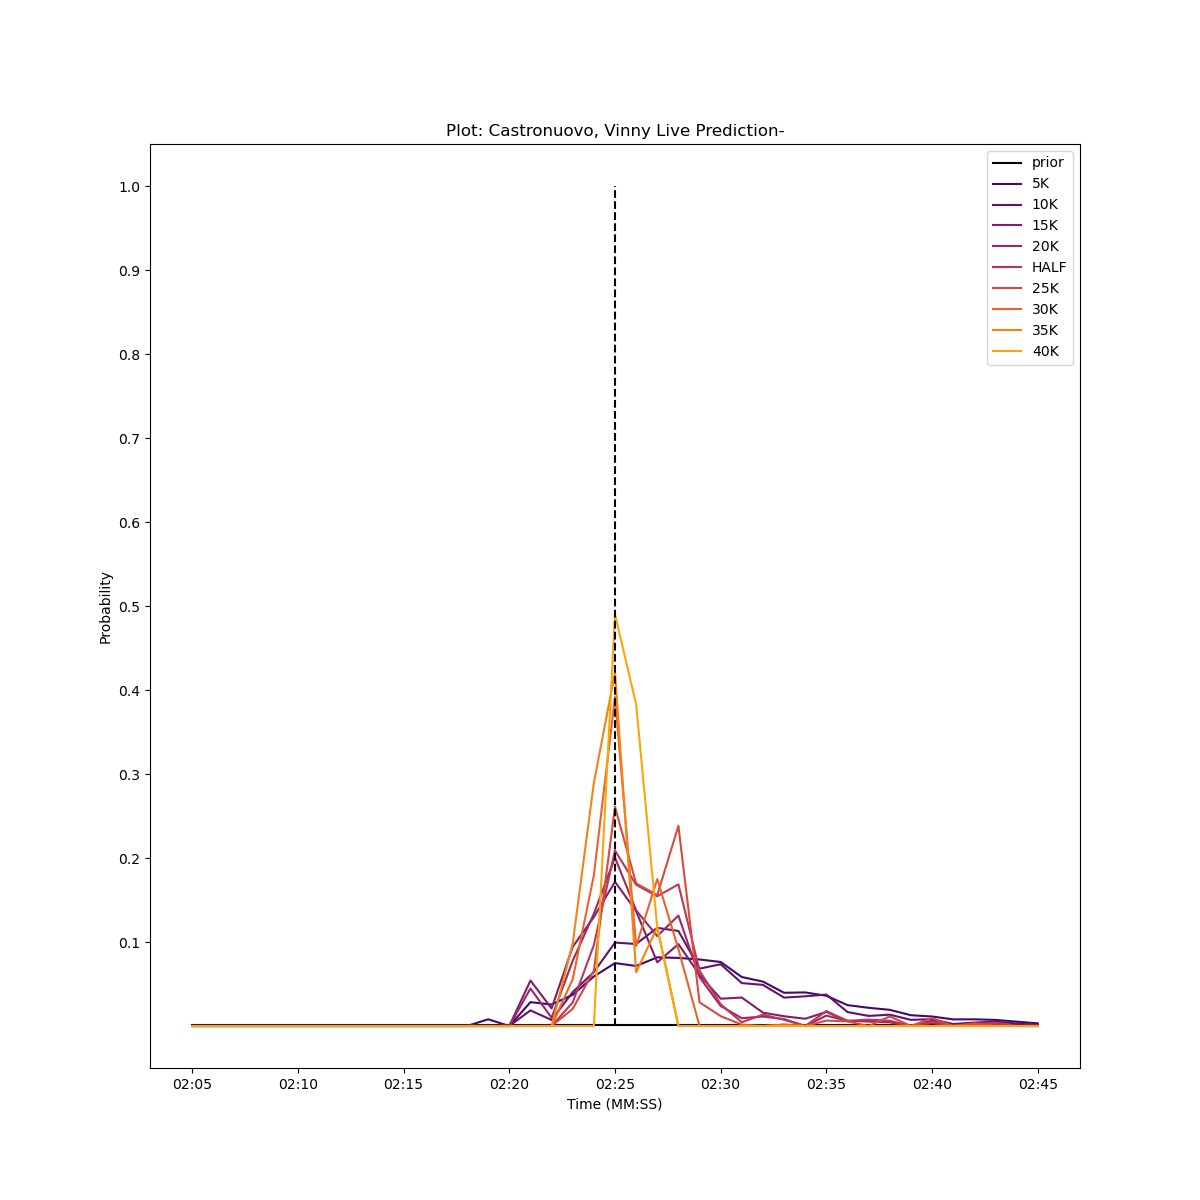 Plot: Castronuovo, Vinny Live Prediction-
prior
5K
10K
15K
20K
HALF
25K
30K
35K
40K
1.0
0.9
0.8
0.7
0.6
0.5
0.4
0.3
0.2
0.1
Probability
02:05 02:10 02:15 02:20 02:25 02:30 02:35 02:40 02:45
Time (MM:SS)